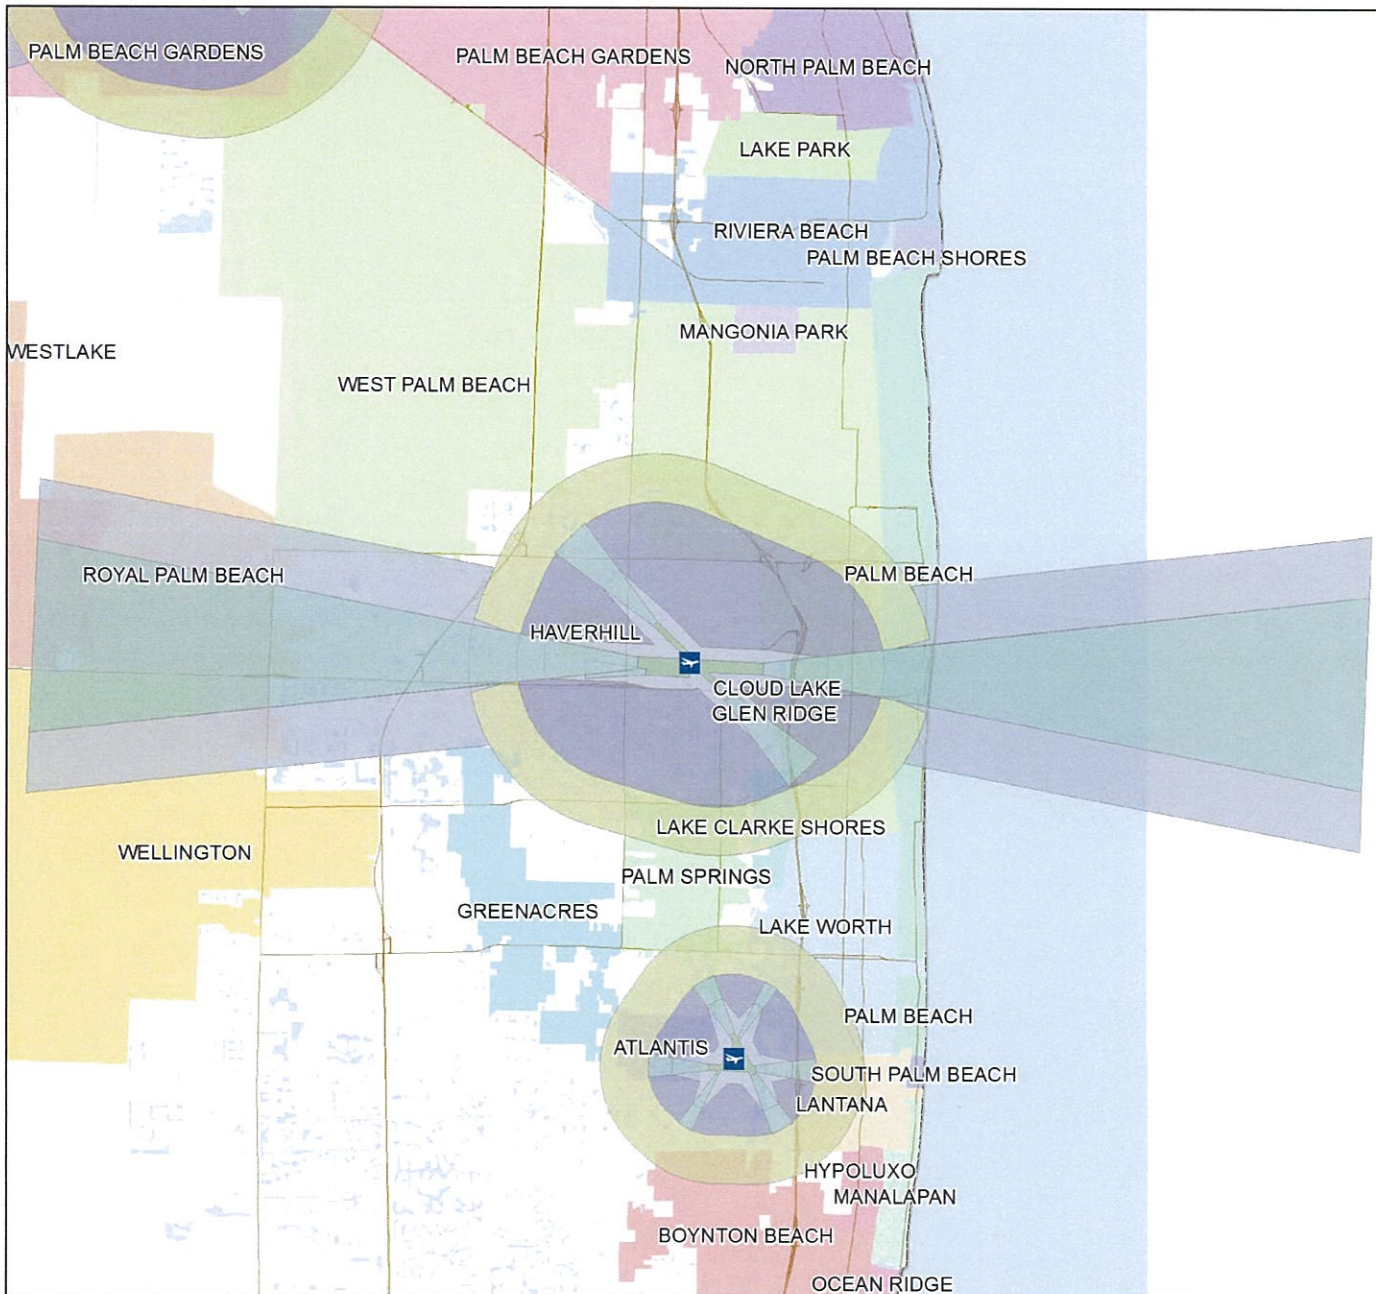 PALM BEACH GARDENS
PALM BEACH GARDENS
NORTH PALM BEACH
LAKE PARK
RIVIERA BEACH
PALM BEACH SHORES
MANGONIA PARK
WESTLAKE
WEST PALM BEACH
ROYAL PALM BEACH
PALM BEACH
HAVERHILL
CLOUD LAKE
GLEN RIDGE
LAKE CLARKE SHORES
WELLINGTON
PALM SPRINGS
GREENACRES
LAKE WORTH
PALM BEACH
ATLANTIS
SOUTH PALM BEACH
LANTANA
HYPOLUXO
MANALAPAN
BOYNTON BEACH
OCEAN RIDGE